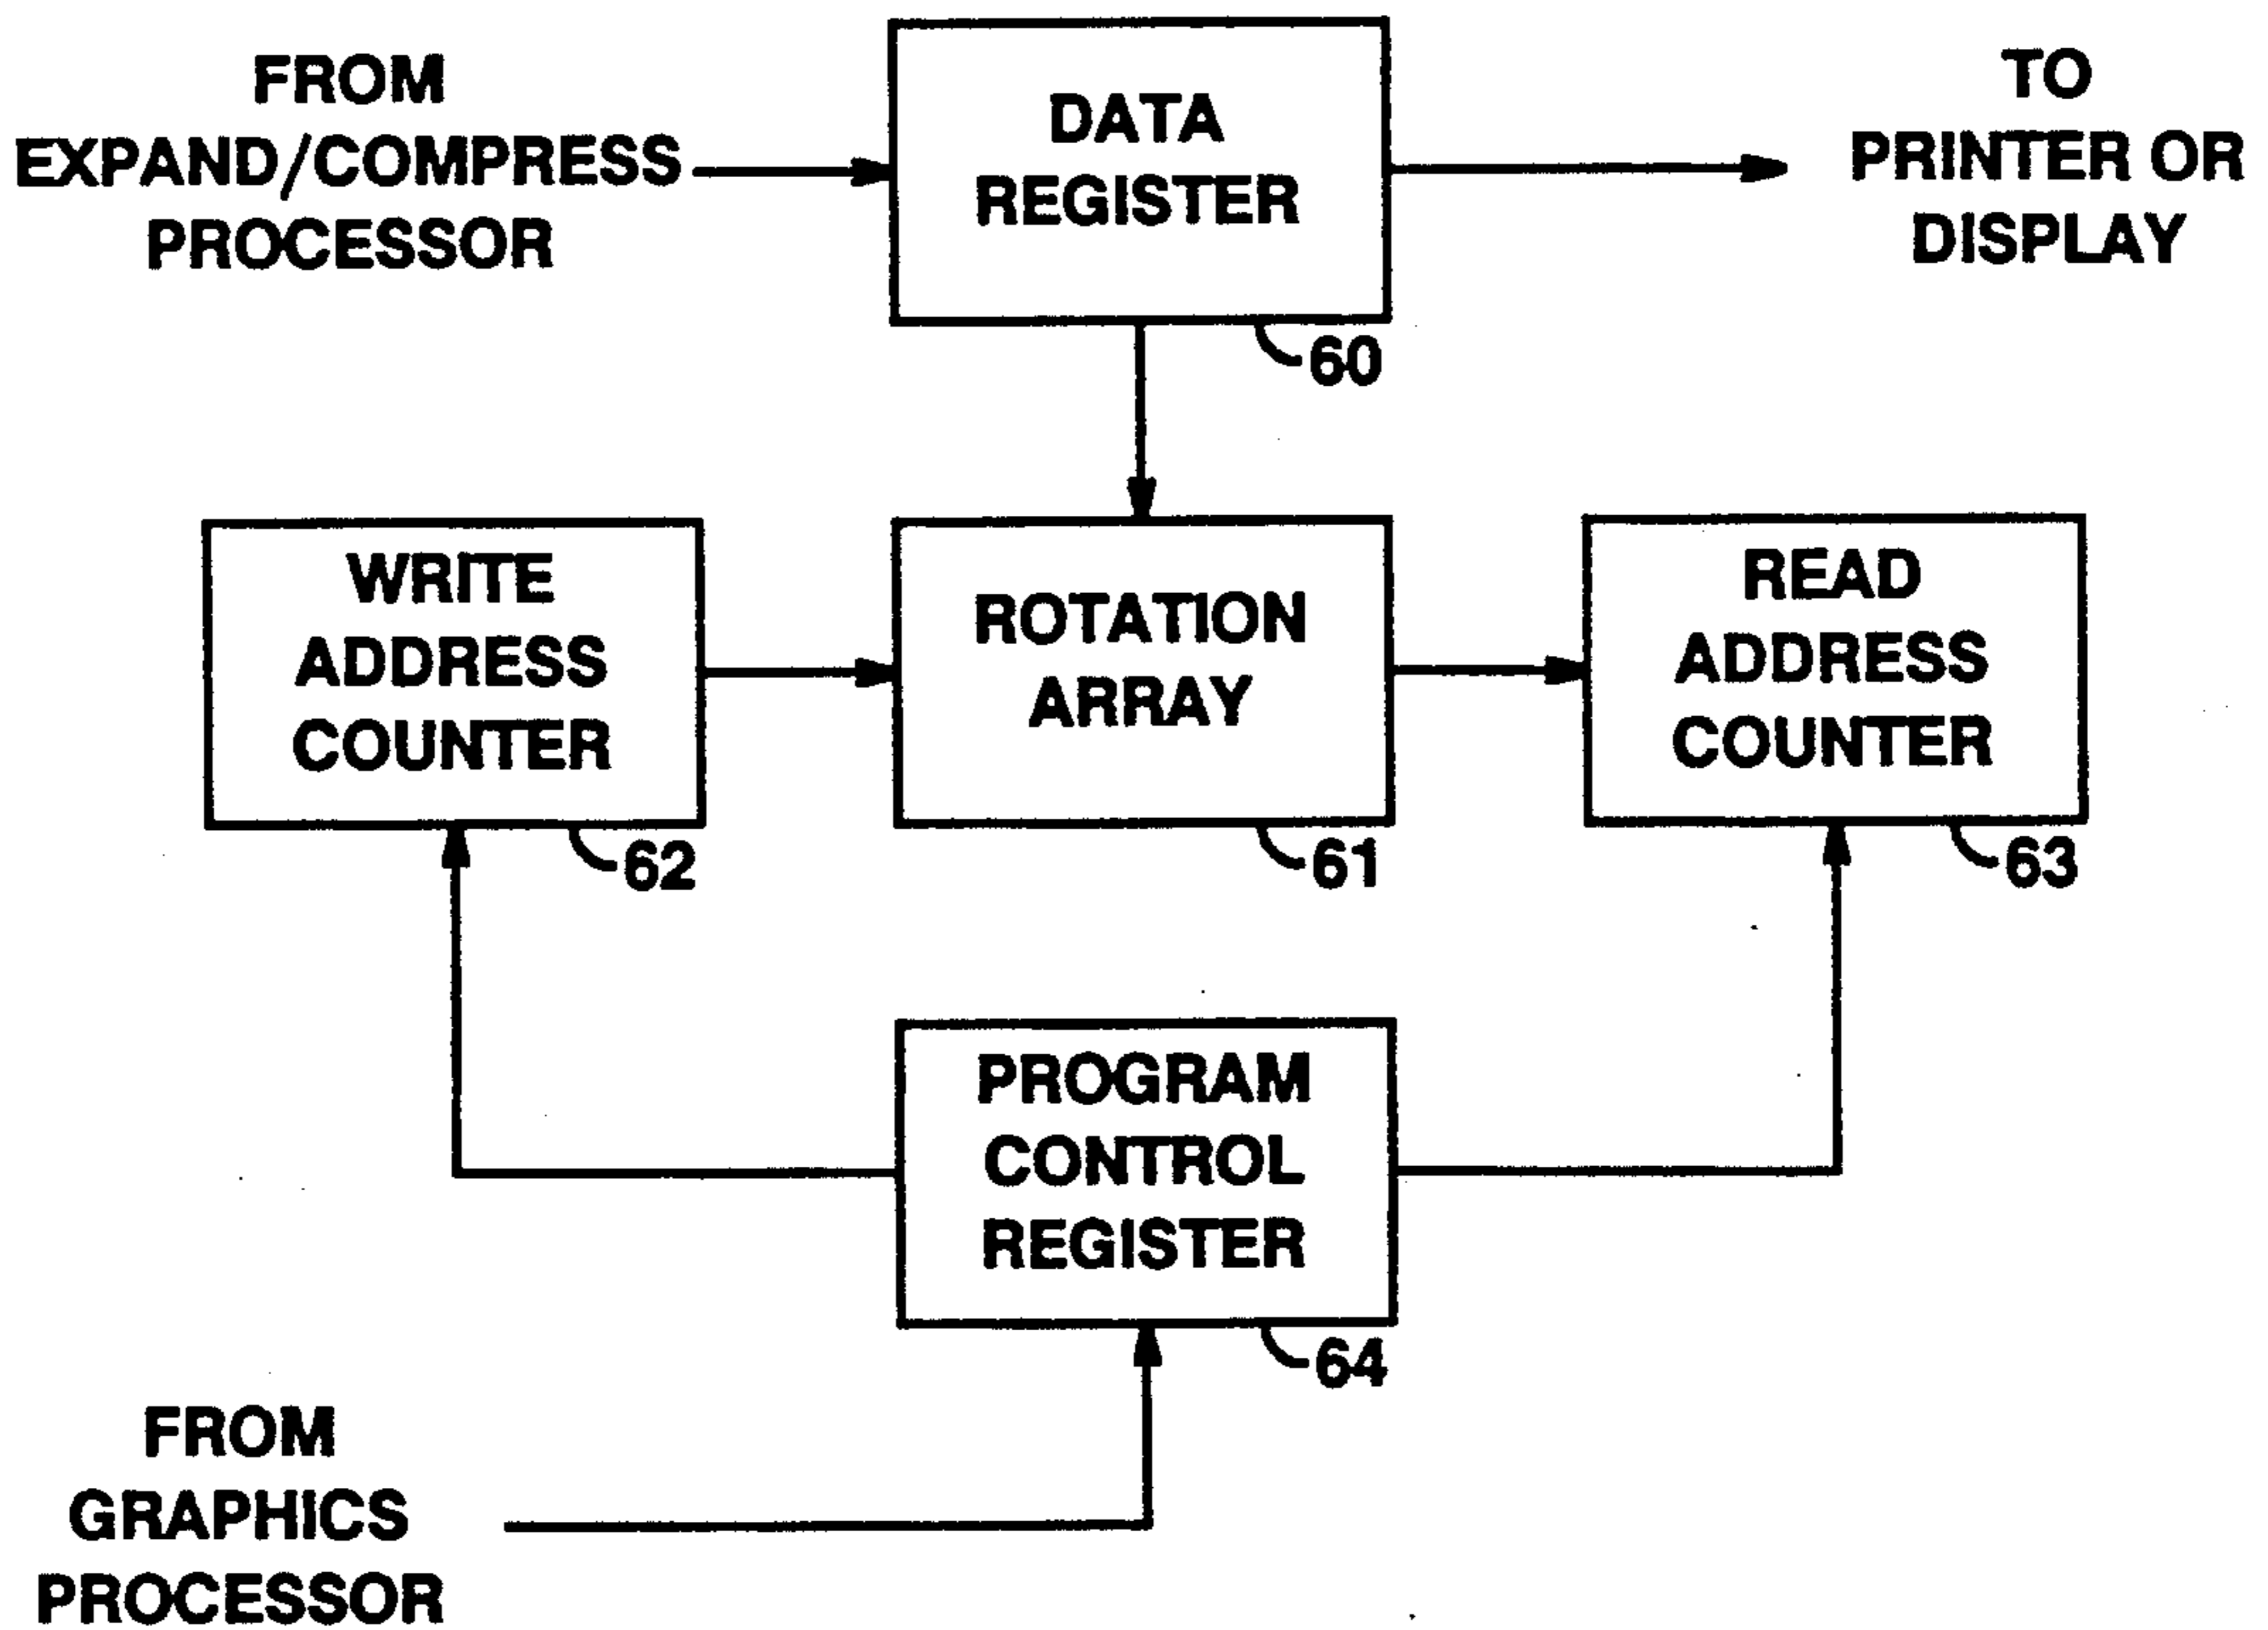 FROM
EXPAND/COMPRESS
PROCESSOR
DATA
REGISTER
TO
PRINTER OR
DISPLAY
60
WRITE
ADDRESS
COUNTER
62
ROTATION
ARRAY
61
READ
ADDRESS
COUNTER
63
PROGRAM
CONTROL
REGISTER
64
FROM
GRAPHICS
PROCESSOR